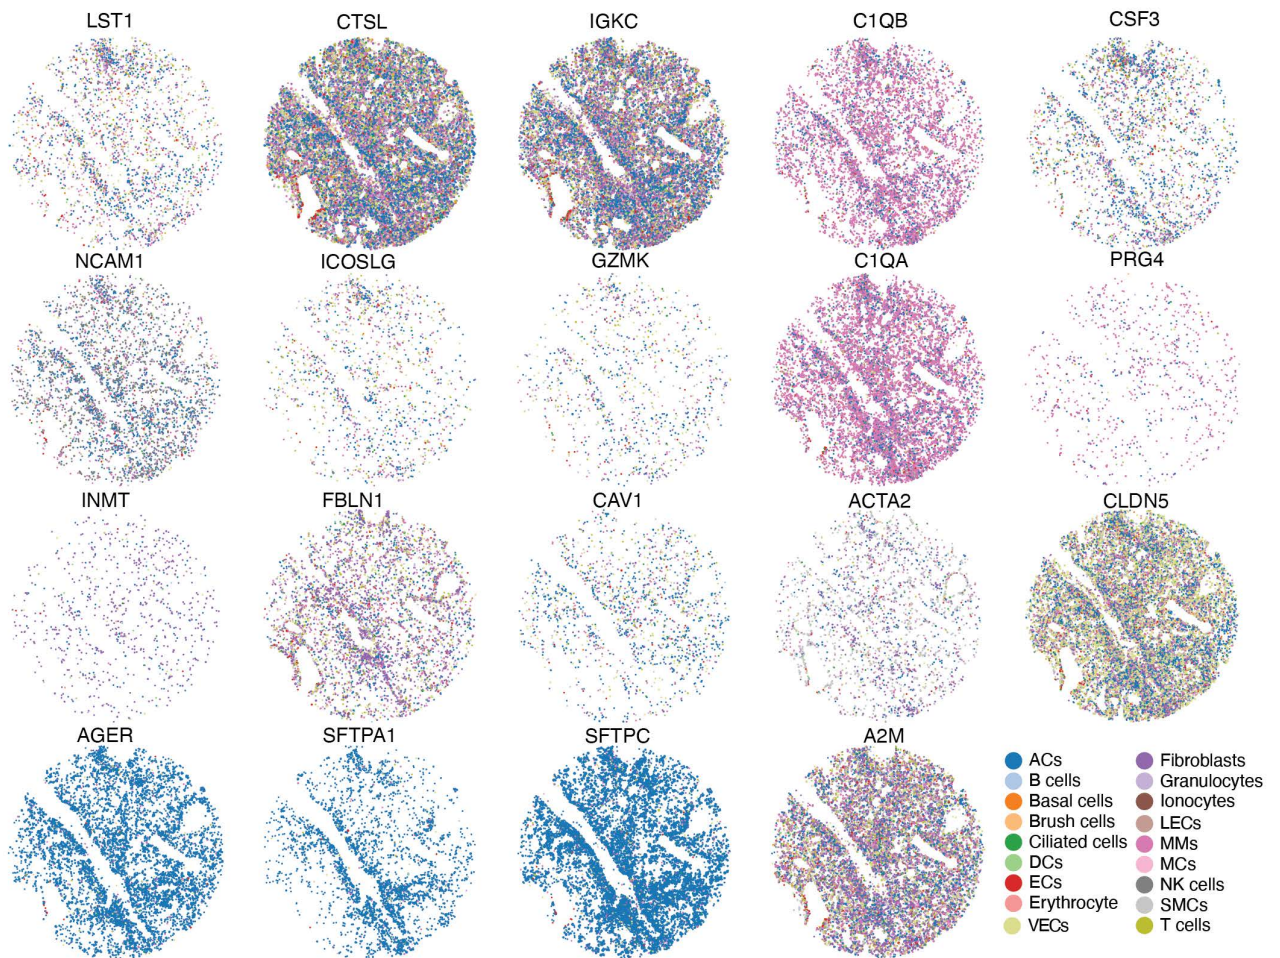 LST1
CTSL
IGKC
C1QB
CSF3
NCAM1
ICOSLG
GZMK
C1QA
PRG4
INMT
FBLN1
CAV1
ACTA2
CLDN5
AGER
SFTPA1
SFTPC
A2M
ACs
B cells
Basal cells
Brush cells
Ciliated cells
DCs
ECs
Erythrocyte
VECs
Fibroblasts
Granulocytes
Ionocytes
LECs
MMs
MCs
NK cells
SMCs
T cells